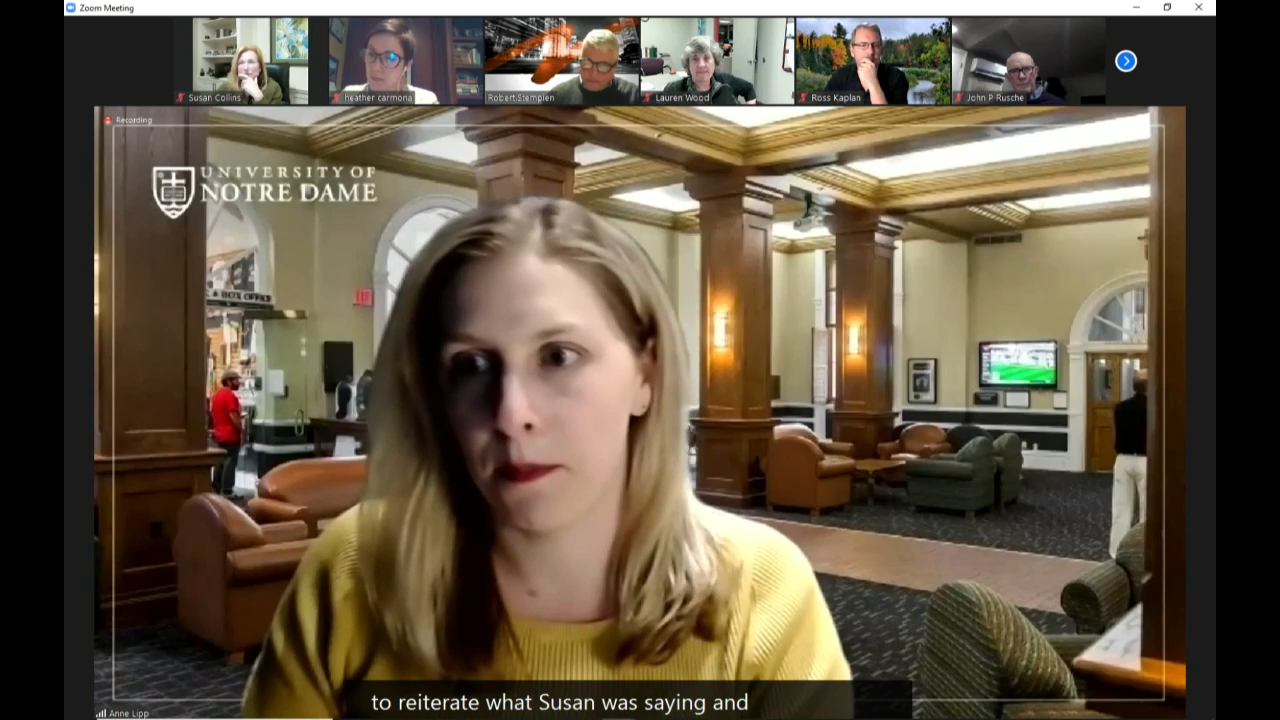 Zoom Meeting
Susan Collins
heather carmona
Robert Stempien
Lauren Wood
Ross Kaplan
John P Rusche
Recording
UNIVERSITY OF
NOTRE DAME
& BOX OFFICE
to reiterate what Susan was saying and
Anne Lipp